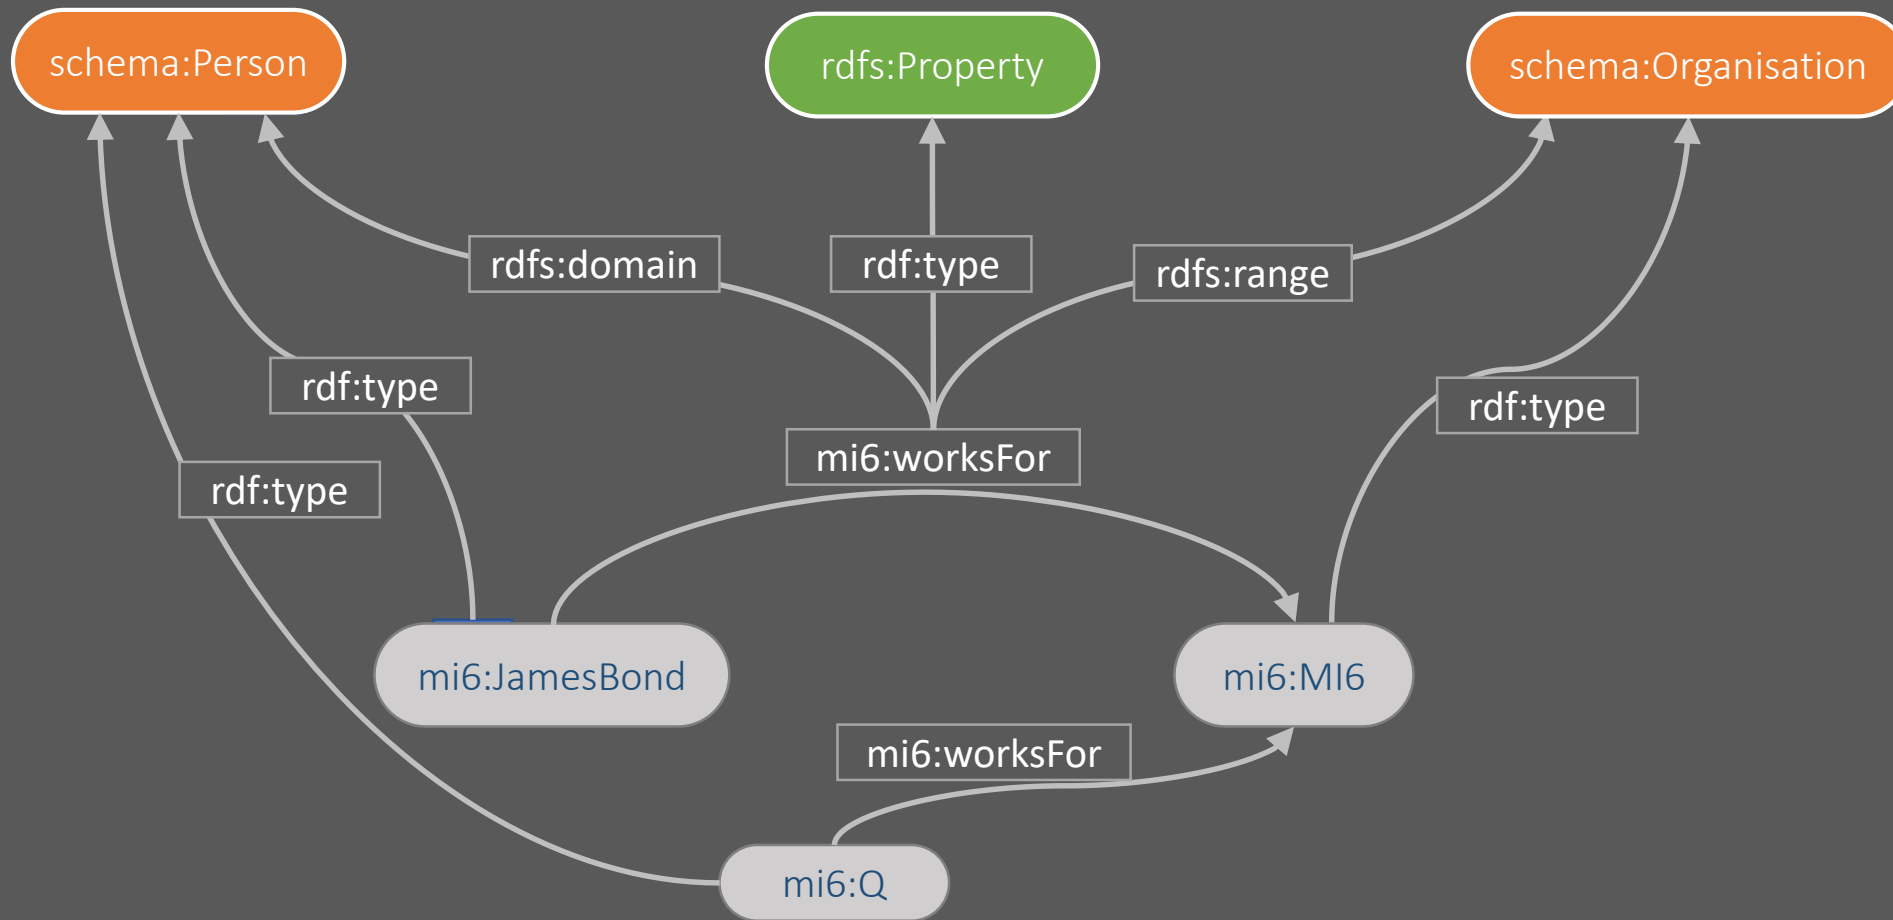 schema:Person
rdfs:Property
schema:Organisation
rdfs:domain
rdf:type
rdfs:range
rdf:type
rdf:type
mi6:worksFor
rdf:type
mi6:JamesBond
mi6:MI6
mi6:worksFor
mi6:Q